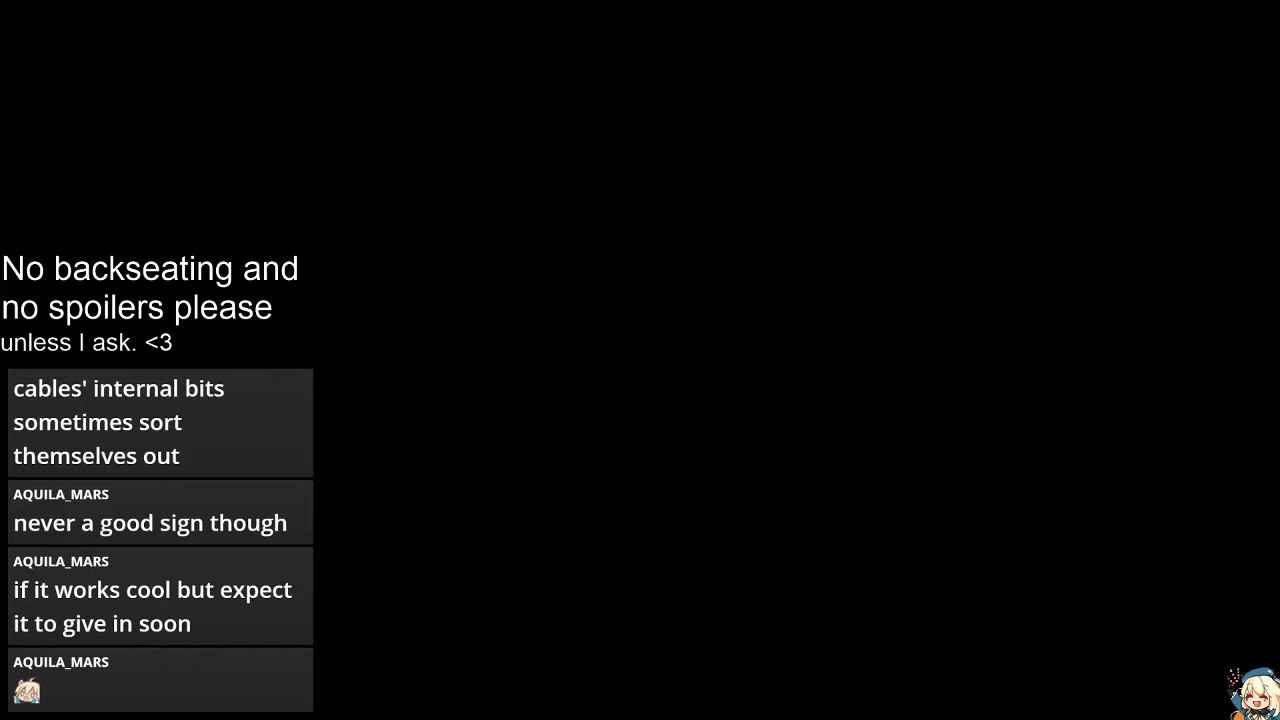 No backseating and
no spoilers please
unless I ask. <3
cables' internal bits
sometimes sort
themselves out
AQUILA_MARS
never a good sign though
AQUILA_MARS
if it works cool but expect
it to give in soon
AQUILA_MARS